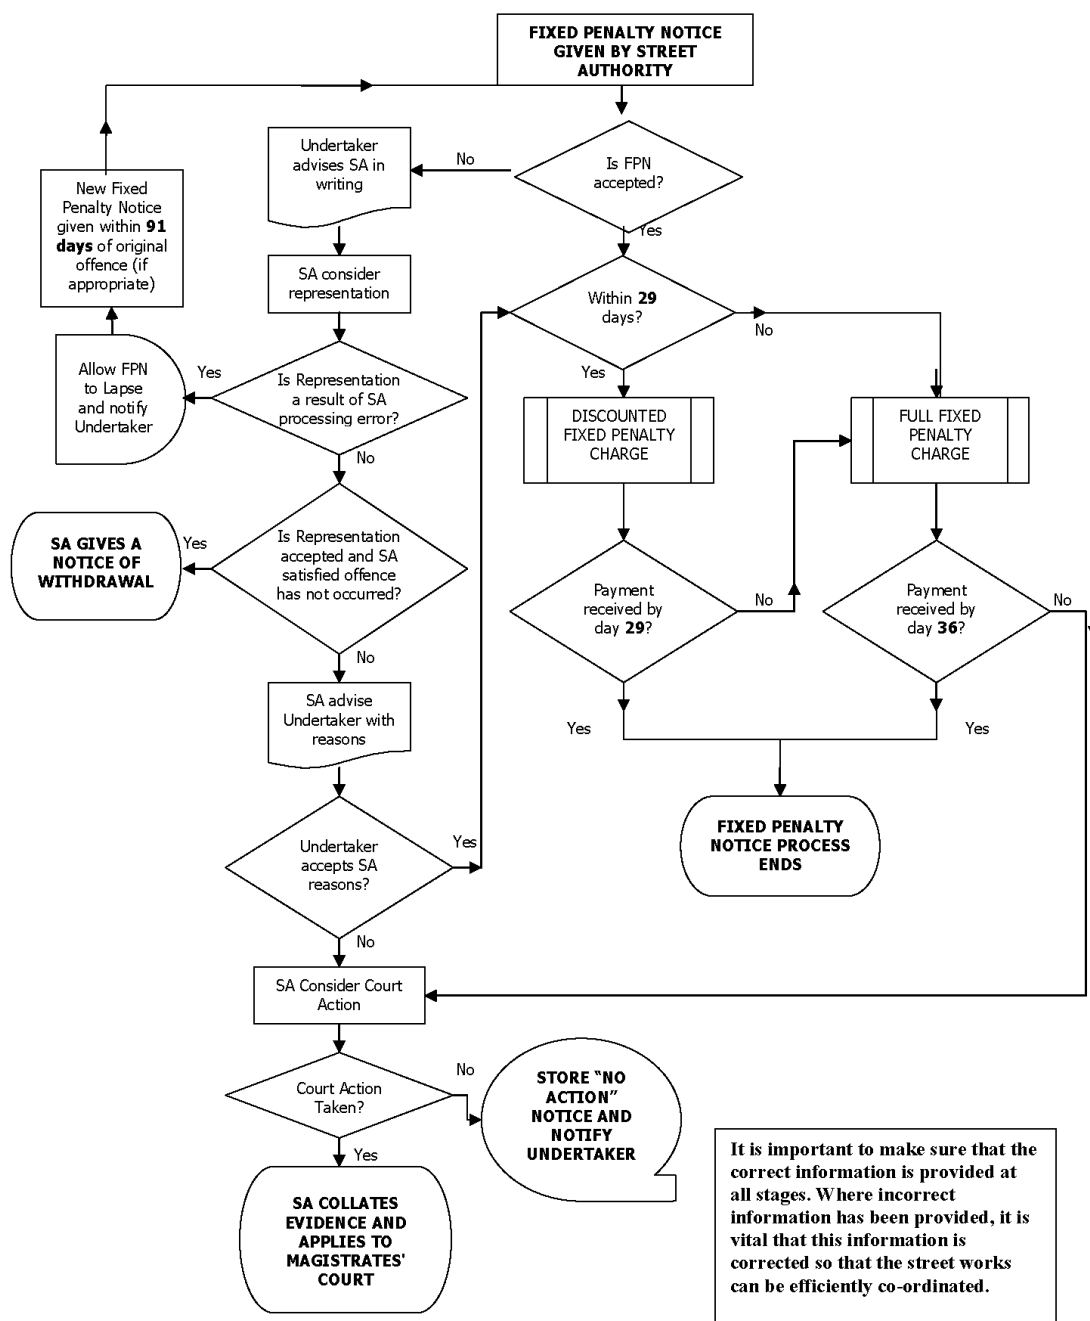 FIXED PENALTY NOTICE
GIVEN BY STREET
AUTHORITY
Undertaker
advises SA in
writing
No
Is FPN
accepted?
Yes
New Fixed
Penalty Notice
given within 91
days of original
offence (if
appropriate)
SA consider
representation
Within 29
days?
No
Yes
Allow FPN
to Lapse
and notify
Undertaker
Yes
Is Representation
a result of SA
processing error?
No
DISCOUNTED
FIXED PENALTY
CHARGE
FULL FIXED
PENALTY
CHARGE
SA GIVES A
NOTICE OF
WITHDRAWAL
Yes
Is Representation
accepted and SA
satisfied offence
has not occurred?
No
Payment
received by
day 29?
No
Payment
received by
day 36?
No
SA advise
Undertaker with
reasons
Yes
Yes
Undertaker
accepts SA
reasons?
Yes
No
FIXED PENALTY
NOTICE PROCESS
ENDS
SA Consider Court
Action
Court Action
Taken?
No
Yes
STORE “NO
ACTION”
NOTICE AND
NOTIFY
UNDERTAKER
SA COLLATES
EVIDENCE AND
APPLIES TO
MAGISTRATES'
COURT
It is important to make sure that the
correct information is provided at
all stages. Where incorrect
information has been provided, it is
vital that this information is
corrected so that the street works
can be efficiently co-ordinated.